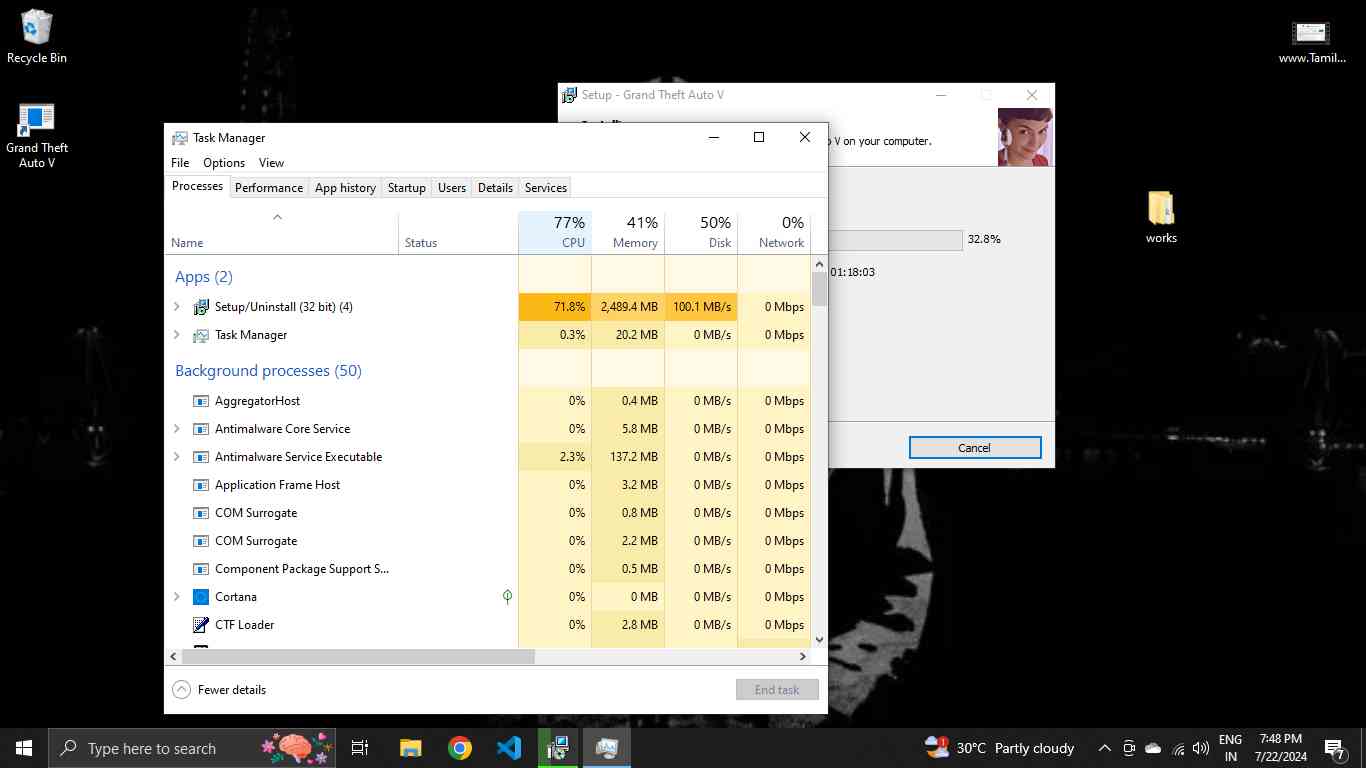 Recycle Bin
Grand Theft
Auto V
www.Tamil...
works
Setup - Grand Theft Auto V
V on your computer.
32.8%
01:18:03
Cancel
Task Manager
File Options View
Processes Performance App history Startup Users Details Services
77% 41% 50% 0%
Name Status CPU Memory Disk Network
Apps (2)
Setup/Uninstall (32 bit) (4) 71.8% 2,489.4 MB 100.1 MB/s 0 Mbps
Task Manager 0.3% 20.2 MB 0 MB/s 0 Mbps
Background processes (50)
AggregatorHost 0% 0.4 MB 0 MB/s 0 Mbps
Antimalware Core Service 0% 5.8 MB 0 MB/s 0 Mbps
Antimalware Service Executable 2.3% 137.2 MB 0 MB/s 0 Mbps
Application Frame Host 0% 3.2 MB 0 MB/s 0 Mbps
COM Surrogate 0% 0.8 MB 0 MB/s 0 Mbps
COM Surrogate 0% 2.2 MB 0 MB/s 0 Mbps
Component Package Support S... 0% 0.5 MB 0 MB/s 0 Mbps
Cortana 0% 0 MB 0 MB/s 0 Mbps
CTF Loader 0% 2.8 MB 0 MB/s 0 Mbps
Fewer details End task
Type here to search
1
30°C Partly cloudy
ENG
IN
7:48 PM
7/22/2024
7